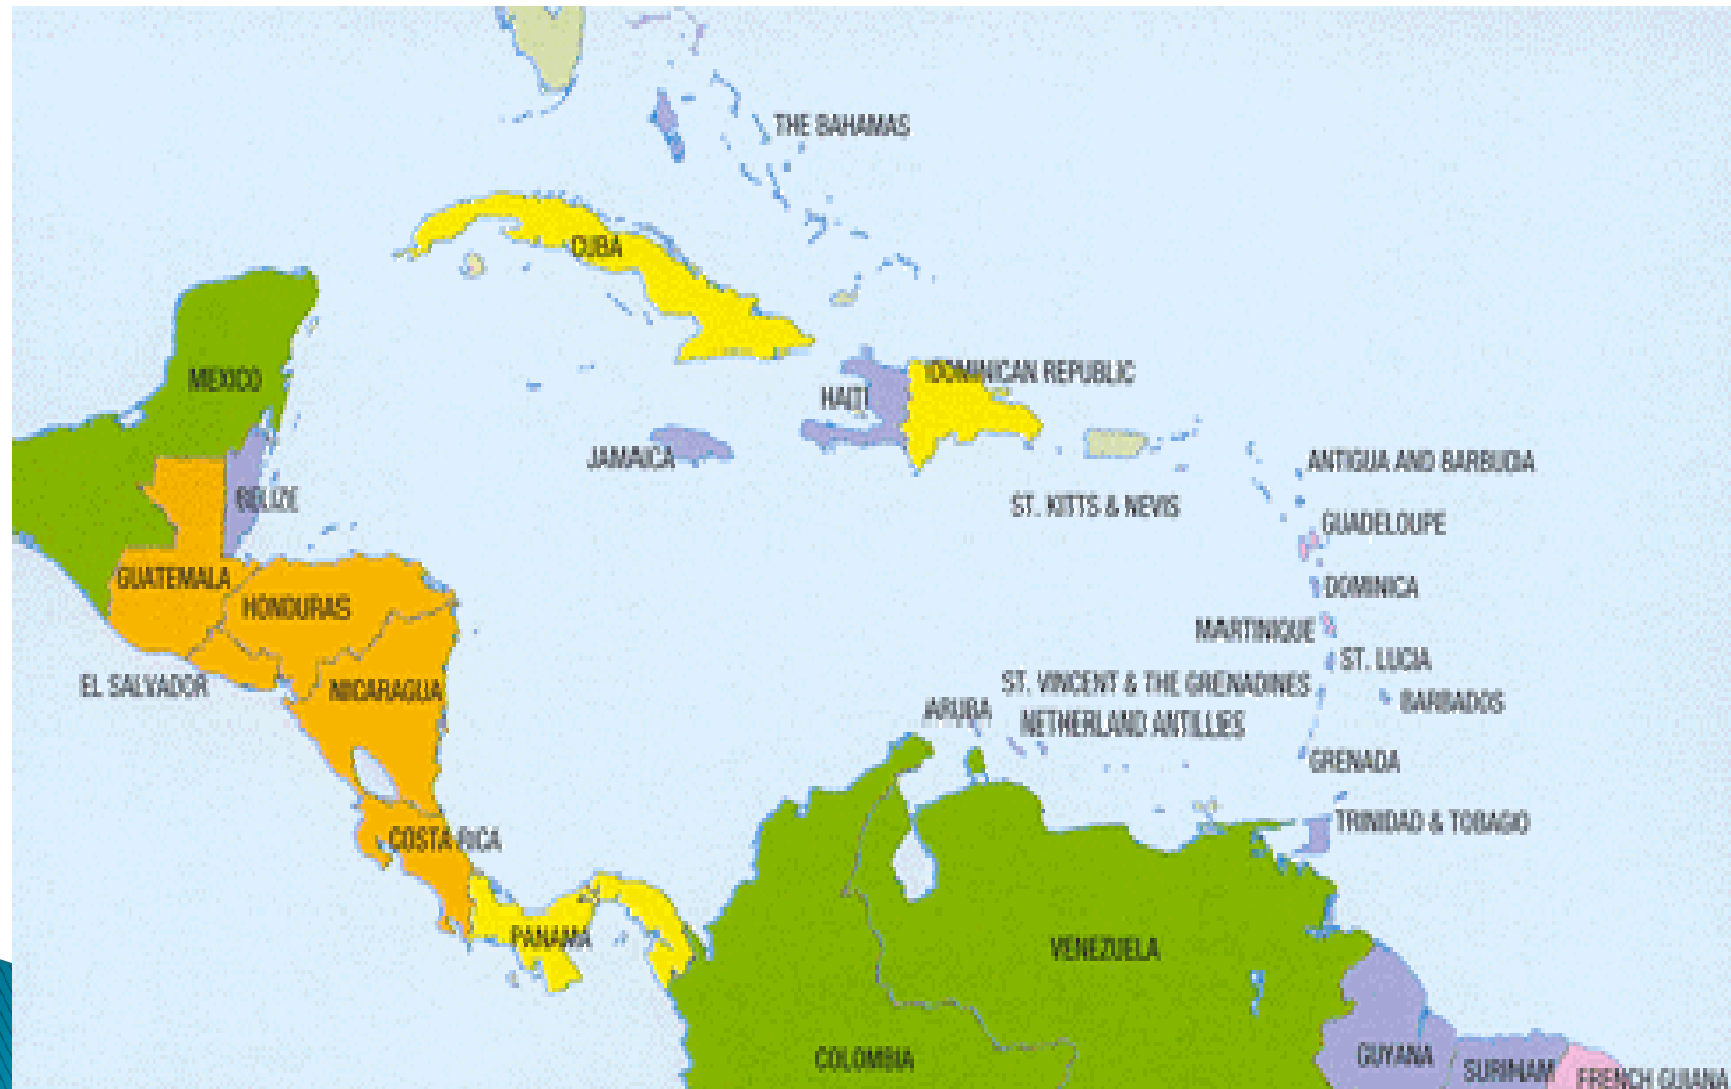 THE BAHAMAS
CUBA
MEXICO
IDOMINICAN REPUBLIC
HAITI
JAMAICA
ANTIGUA AND BARBUDA
BELIZE
ST. KITTS & NEVIS
GUADELOUPE
GUATEMALA
DOMINICA
HONDURAS
MARTINIQUE
ST. LUCIA
EL SALVADOR
NICARAGUA
ST. VINCENT & THE GRENADINES
BARBADOS
ARUBA
NETHERLAND ANTILLIES
GRENADA
TRINIDAD & TOBAGO
COSTA RICA
PANAMA
VENEZUELA
COLOMBIA
GUYANA
SURINAM
FRENCH GUIANA